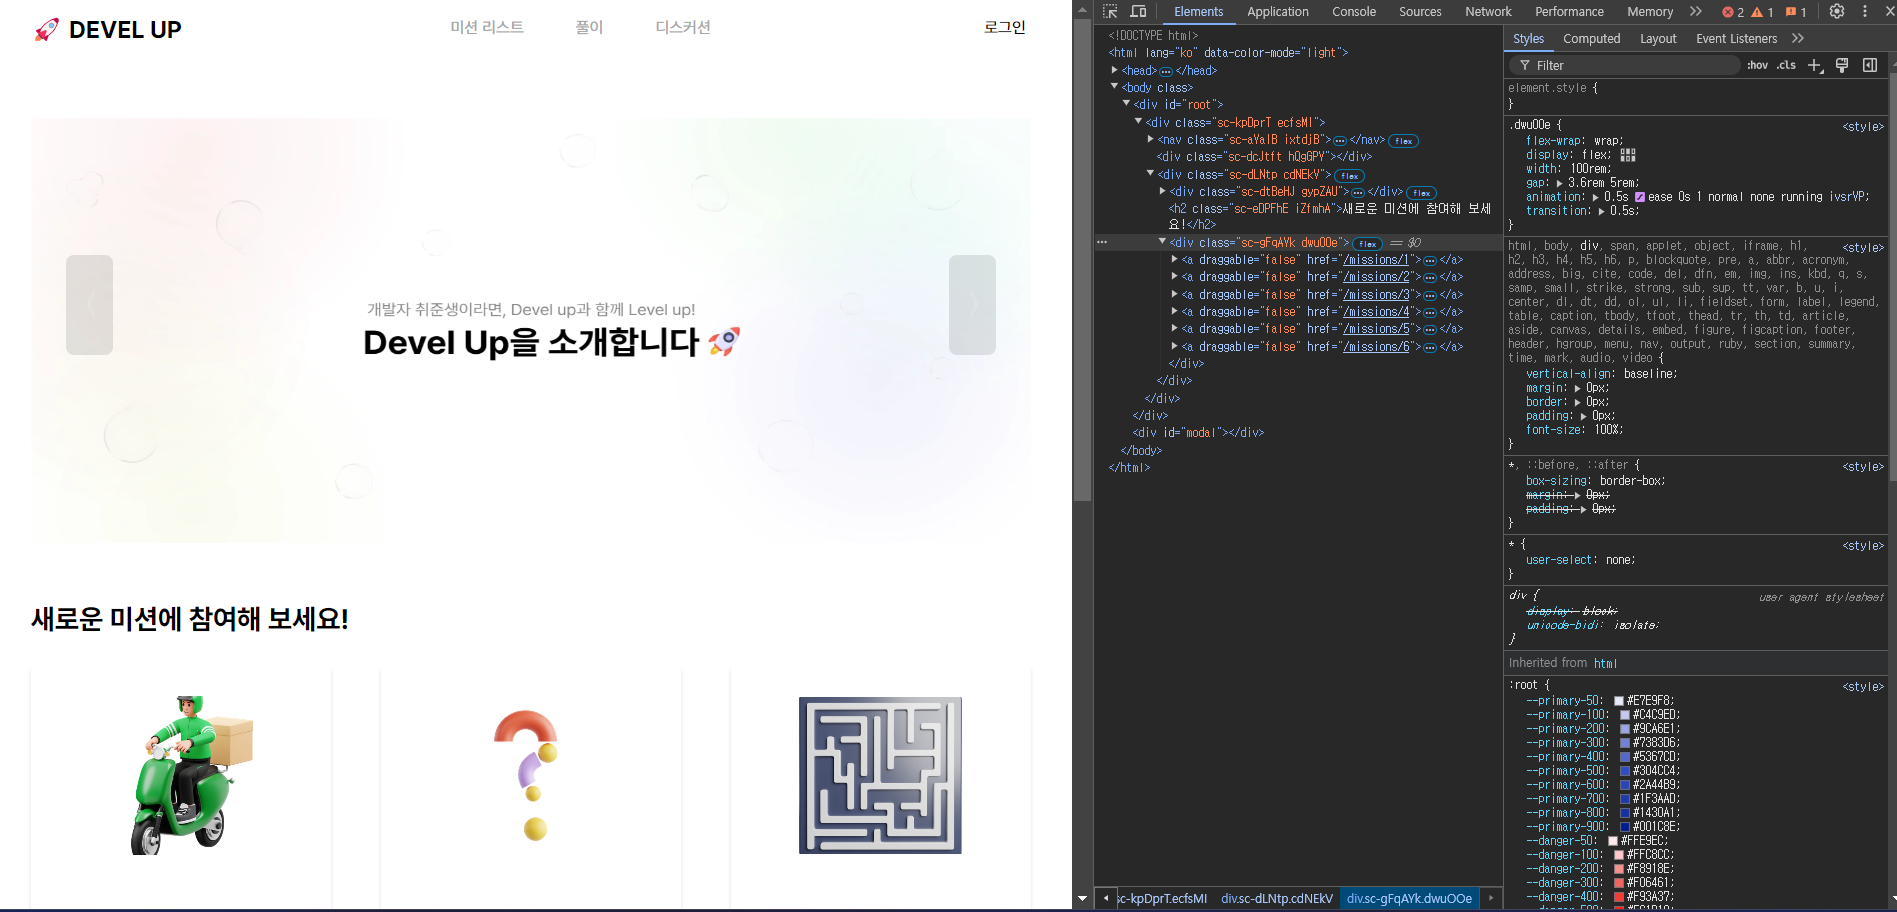 🚀 DEVEL UP
미션 리스트
풀이
디스커션
로그인
개발자 취준생이라면, Devel up과 함께 Level up!
Devel Up을 소개합니다 🚀
새로운 미션에 참여해 보세요!
Elements Application Console Sources Network Performance Memory 2 1 1
<!DOCTYPE html>
<html lang="ko" data-color-mode="light">
<head>…</head>
<body class>
<div id="root">
<div class="sc-kpDprT ecfsMI">
<nav class="sc-aYaIB ixtdjB">…</nav> flex
<div class="sc-dcJtft hQgGPY"></div>
<div class="sc-dLNtp cdNEkV"> flex
<div class="sc-dtBeHJ gypZAU">…</div> flex
<h2 class="sc-eDPFhE iZfmhA">새로운 미션에 참여해 보세
요!</h2>
<div class="sc-gFqAYk dwuOOe"> flex == $0
<a draggable="false" href="/missions/1">…</a>
<a draggable="false" href="/missions/2">…</a>
<a draggable="false" href="/missions/3">…</a>
<a draggable="false" href="/missions/4">…</a>
<a draggable="false" href="/missions/5">…</a>
<a draggable="false" href="/missions/6">…</a>
</div>
</div>
</div>
</div>
<div id="modal"></div>
</body>
</html>
sc-kpDprT.ecfsMI div.sc-dLNtp.cdNEkV div.sc-gFqAYk.dwuOOe
Styles Computed Layout Event Listeners
Filter :hov .cls
element.style {
}
.dwuOOe { <style>
flex-wrap: wrap;
display: flex;
width: 100rem;
gap: 3.6rem 5rem;
animation: 0.5s ease 0s 1 normal none running ivsrVP;
transition: 0.5s;
}
html, body, div, span, applet, object, iframe, h1, <style>
h2, h3, h4, h5, h6, p, blockquote, pre, a, abbr, acronym,
address, big, cite, code, del, dfn, em, img, ins, kbd, q, s,
samp, small, strike, strong, sub, sup, tt, var, b, u, i,
center, dl, dt, dd, ol, ul, li, fieldset, form, label, legend,
table, caption, tbody, tfoot, thead, tr, th, td, article,
aside, canvas, details, embed, figure, figcaption, footer,
header, hgroup, menu, nav, output, ruby, section, summary,
time, mark, audio, video {
vertical-align: baseline;
margin: 0px;
border: 0px;
padding: 0px;
font-size: 100%;
}
*, ::before, ::after { <style>
box-sizing: border-box;
margin: 0px;
padding: 0px;
}
* { <style>
user-select: none;
}
div { user agent stylesheet
display: block;
unicode-bidi: isolate;
}
Inherited from html
:root { <style>
--primary-50: #E7E9F8;
--primary-100: #C4C9ED;
--primary-200: #9CA6E1;
--primary-300: #7383D6;
--primary-400: #5367CD;
--primary-500: #304CC4;
--primary-600: #2A44B9;
--primary-700: #1F3AAD;
--primary-800: #1430A1;
--primary-900: #001C8E;
--danger-50: #FFE9EC;
--danger-100: #FFC8CC;
--danger-200: #F8918E;
--danger-300: #F06461;
--danger-400: #F93A37;